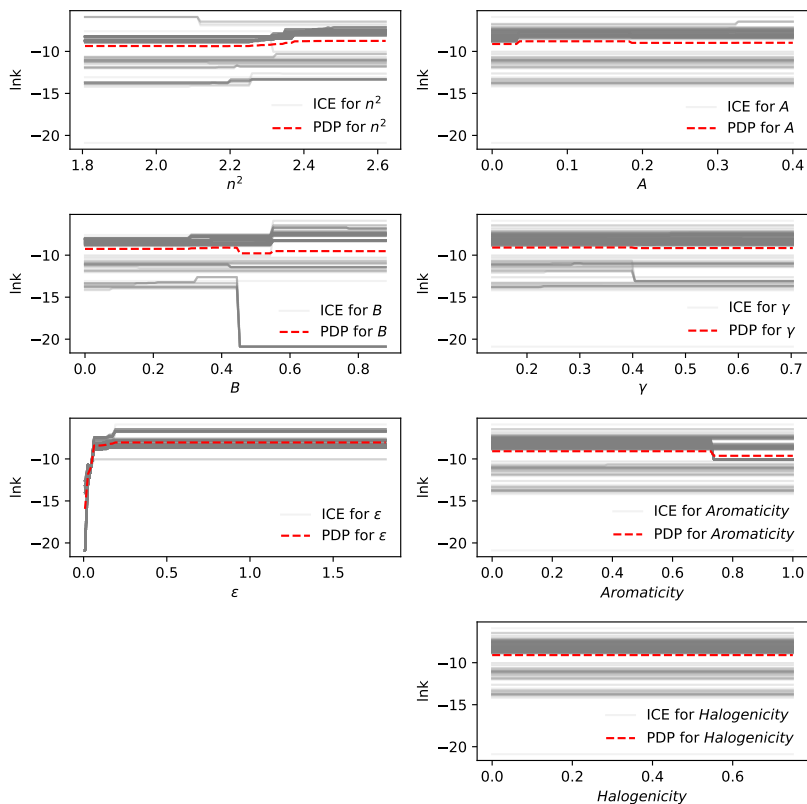 lnk
−10
−15
−20
ICE for n²
PDP for n²
1.8 2.0 2.2 2.4 2.6
n²
lnk
−10
−15
−20
ICE for A
PDP for A
0.0 0.1 0.2 0.3 0.4
A
lnk
−10
−15
−20
ICE for B
PDP for B
0.0 0.2 0.4 0.6 0.8
B
lnk
−10
−15
−20
ICE for γ
PDP for γ
0.2 0.3 0.4 0.5 0.6 0.7
γ
lnk
−10
−15
−20
ICE for ε
PDP for ε
0.0 0.5 1.0 1.5
ε
lnk
−10
−15
−20
ICE for Aromaticity
PDP for Aromaticity
0.0 0.2 0.4 0.6 0.8 1.0
Aromaticity
lnk
−10
−15
−20
ICE for Halogenicity
PDP for Halogenicity
0.0 0.2 0.4 0.6
Halogenicity